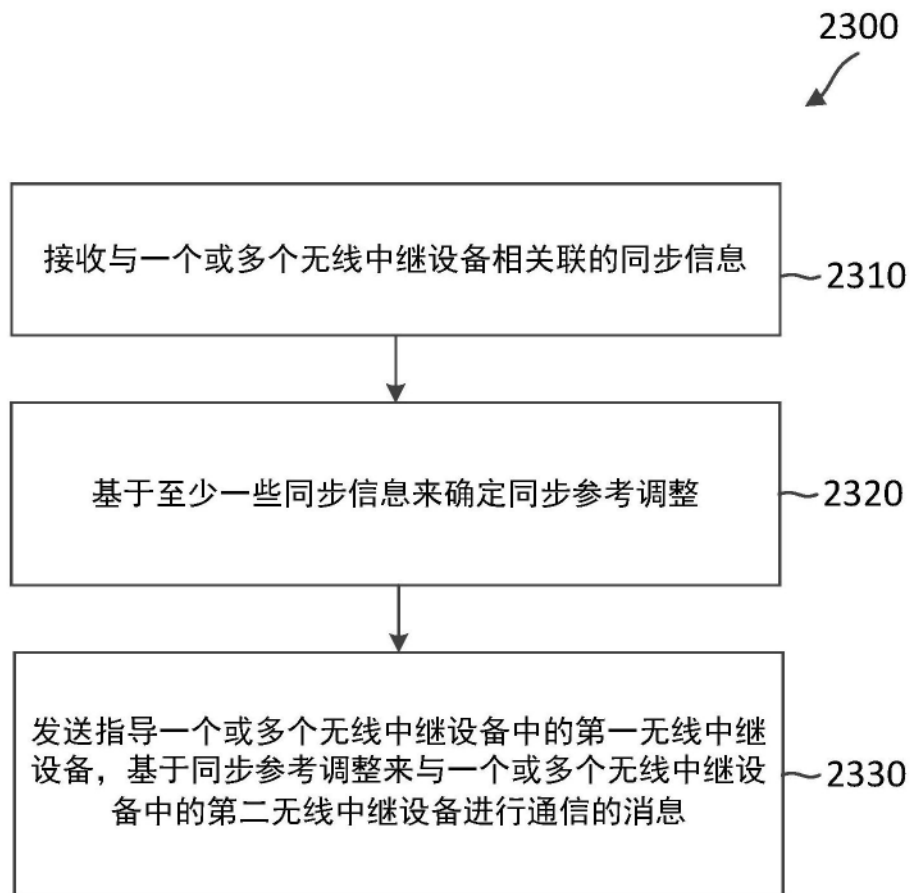 2300
接收与一个或多个无线中继设备相关联的同步信息
2310
基于至少一些同步信息来确定同步参考调整
2320
发送指导一个或多个无线中继设备中的第一无线中继
设备，基于同步参考调整来与一个或多个无线中继设
备中的第二无线中继设备进行通信的消息
2330